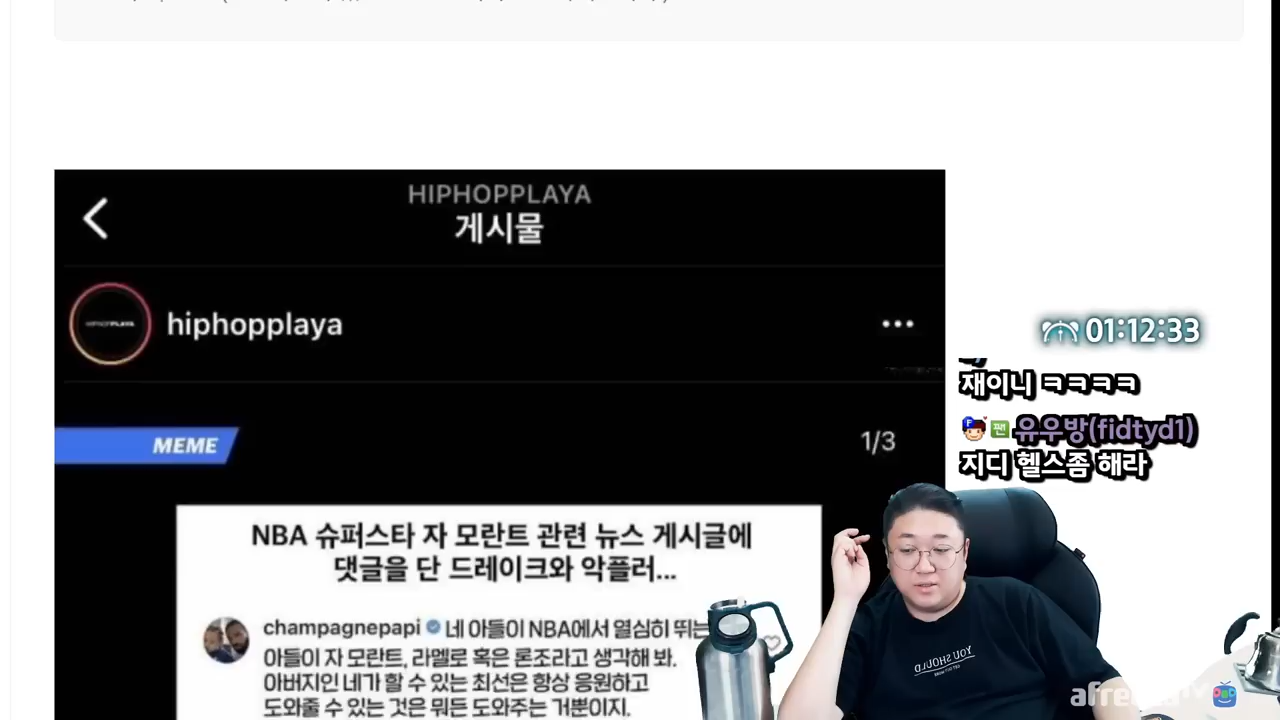 HIPHOPPLAYA
게시물
hiphopplaya
MEME
1/3
NBA 슈퍼스타 자 모란트 관련 뉴스 게시글에
댓글을 단 드레이크와 악플러...
champagnepapi 네 아들이 NBA에서 열심히 뛰는
아들이 자 모란트, 라멜로 혹은 론조라고 생각해 봐.
아버지인 네가 할 수 있는 최선은 항상 응원하고
도와줄 수 있는 것은 뭐든 도와주는 거뿐이지.
01:12:33
재이니 ㅋㅋㅋㅋ
팬 유우방(fidtyd1)
지디 헬스좀 해라
YOU SHOULD